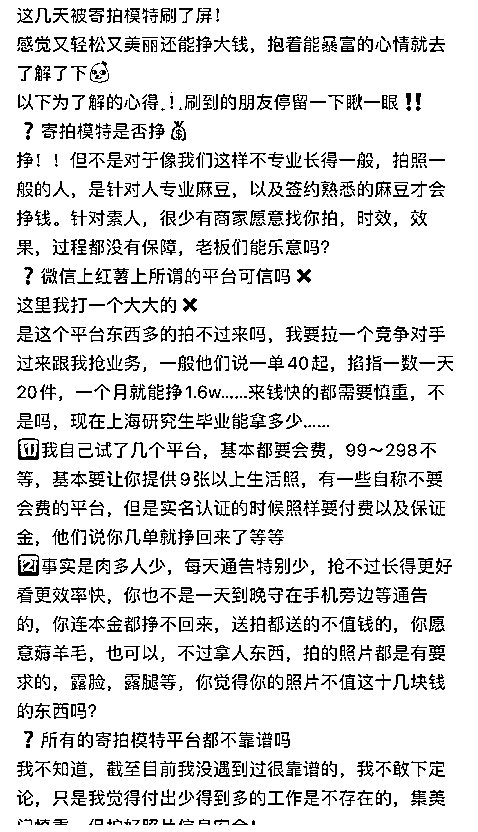 这几天被寄拍模特刷了屏！
感觉又轻松又美丽还能挣大钱，抱着能暴富的心情就去
了解了下🐼
以下为了解的心得.！.刷到的朋友停留一下瞅一眼‼️
❓寄拍模特是否挣💰
挣！！但不是对于像我们这样不专业长得一般，拍照一
般的人，是针对人专业麻豆，以及签约熟悉的麻豆才会
挣钱。针对素人，很少有商家愿意找你拍，时效，效
果，过程都没有保障，老板们能乐意吗?
❓微信上红薯上所谓的平台可信吗❌
这里我打一个大大的❌
是这个平台东西多的拍不过来吗，我要拉一个竞争对手
过来跟我抢业务，一般他们说一单40起，掐指一数一天
20件，一个月就能挣1.6w……来钱快的都需要慎重，不
是吗，现在上海研究生毕业能拿多少……
1️⃣我自己试了几个平台，基本都要会费，99～298不
等，基本要让你提供9张以上生活照，有一些自称不要
会费的平台，但是实名认证的时候照样要付费以及保证
金，他们说你几单就挣回来了等等
2️⃣事实是肉多人少，每天通告特别少，抢不过长得更好
看更效率快，你也不是一天到晚守在手机旁边等通告
的，你连本金都挣不回来，送拍都送的不值钱的，你愿
意薅羊毛，也可以，不过拿人东西，拍的照片都是有要
求的，露脸，露腿等，你觉得你的照片不值这十几块钱
的东西吗?
❓所有的寄拍模特平台都不靠谱吗
我不知道，截至目前我没遇到过很靠谱的，我不敢下定
论，只是我觉得付出少得到多的工作是不存在的，集美